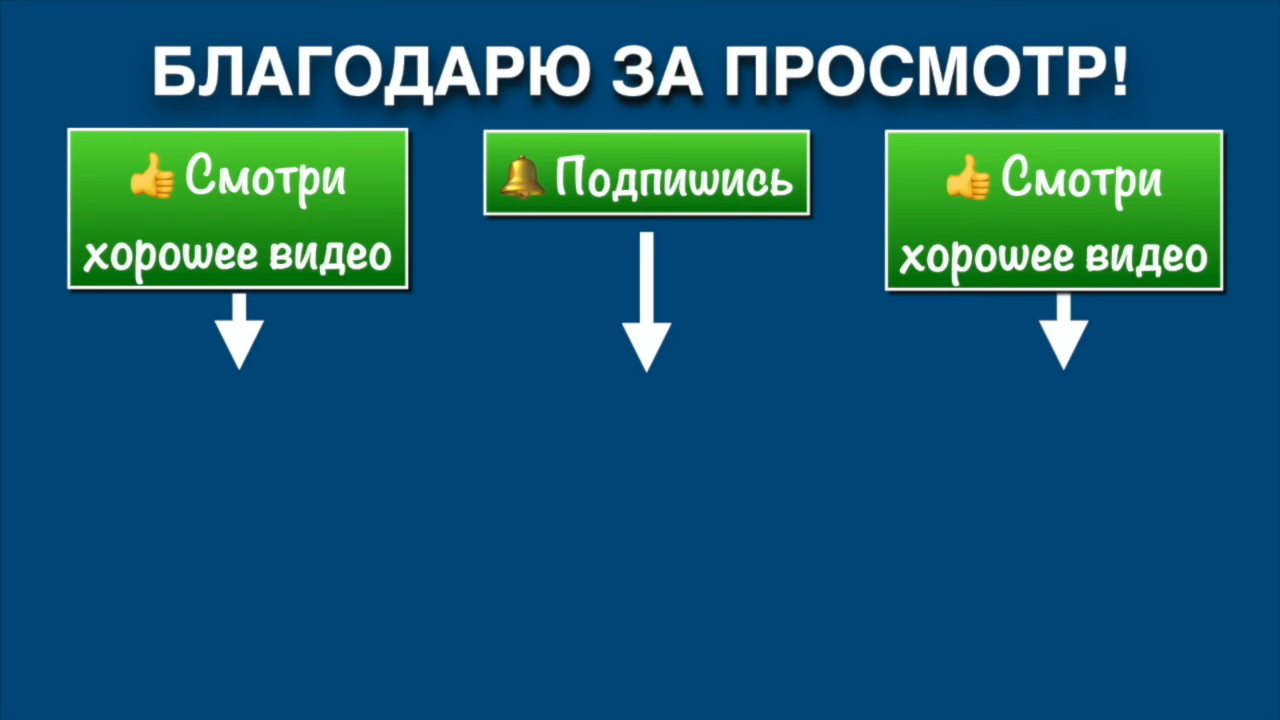 БЛАГОДАРЮ ЗА ПРОСМОТР!
👍 Смотри
хорошее видео
🔔 Подпишись
👍 Смотри
хорошее видео